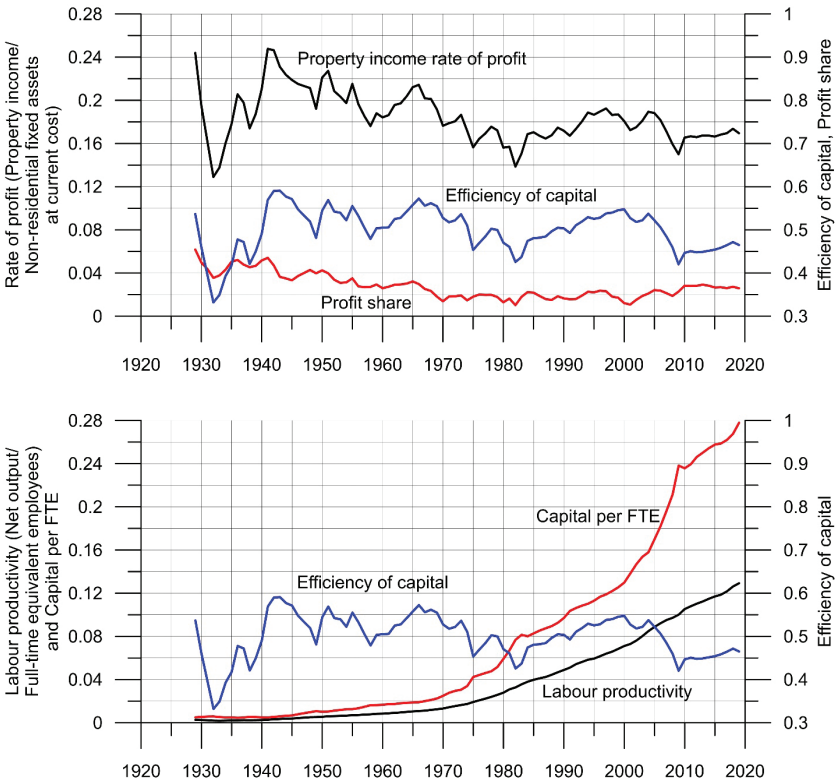 Rate of profit (Property income/
Non-residential fixed assets
at current cost)
0.28
0.24
0.2
0.16
0.12
0.08
0.04
0
Property income rate of profit
Efficiency of capital
Profit share
1
0.9
0.8
0.7
0.6
0.5
0.4
0.3
Efficiency of capital, Profit share
1920 1930 1940 1950 1960 1970 1980 1990 2000 2010 2020
Labour productivity (Net output/
Full-time equivalent employees)
and Capital per FTE
0.28
0.24
0.2
0.16
0.12
0.08
0.04
0
Capital per FTE
Efficiency of capital
Labour productivity
1
0.9
0.8
0.7
0.6
0.5
0.4
0.3
Efficiency of capital
1920 1930 1940 1950 1960 1970 1980 1990 2000 2010 2020